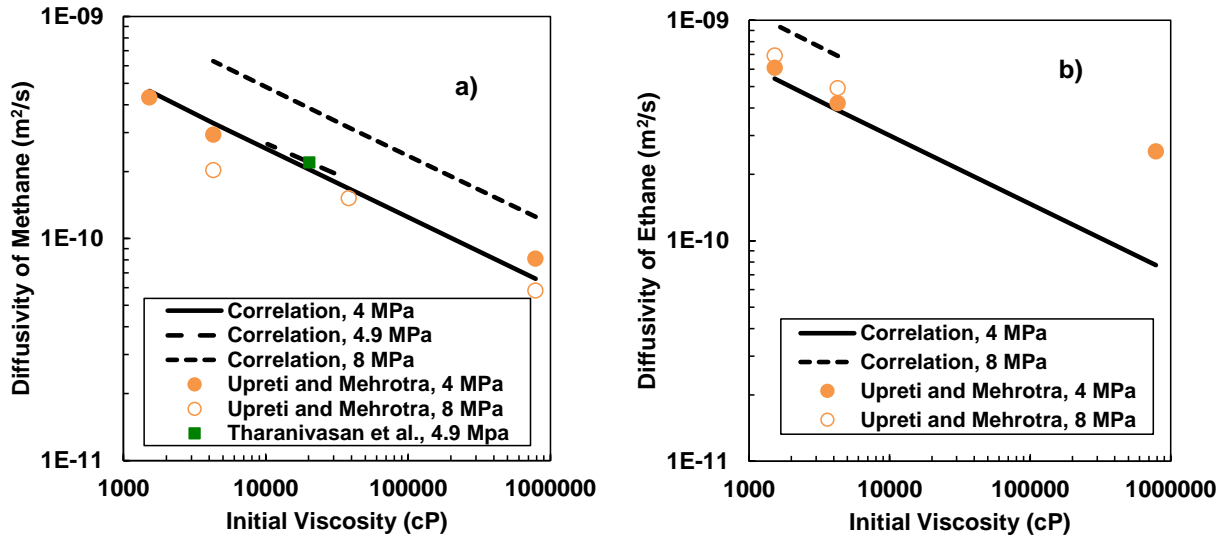 1E-09
1E-10
1E-11
Diffusivity of Methane (m²/s)
a)
Correlation, 4 MPa
Correlation, 4.9 MPa
Correlation, 8 MPa
Upreti and Mehrotra, 4 MPa
Upreti and Mehrotra, 8 MPa
Tharanivasan et al., 4.9 Mpa
1000
10000
100000
1000000
Initial Viscosity (cP)
1E-09
1E-10
1E-11
Diffusivity of Ethane (m²/s)
b)
Correlation, 4 MPa
Correlation, 8 MPa
Upreti and Mehrotra, 4 MPa
Upreti and Mehrotra, 8 MPa
1000
10000
100000
1000000
Initial Viscosity (cP)